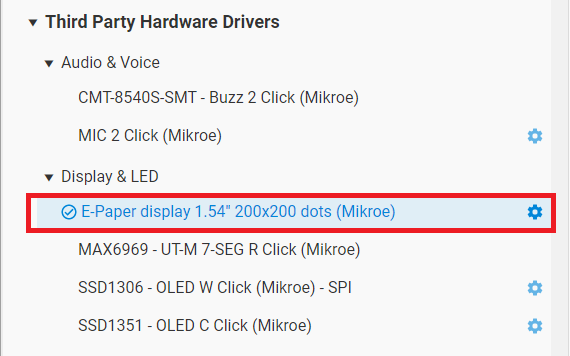 Third Party Hardware Drivers
Audio & Voice
CMT-8540S-SMT - Buzz 2 Click (Mikroe)
MIC 2 Click (Mikroe)
Display & LED
E-Paper display 1.54" 200x200 dots (Mikroe)
MAX6969 - UT-M 7-SEG R Click (Mikroe)
SSD1306 - OLED W Click (Mikroe) - SPI
SSD1351 - OLED C Click (Mikroe)